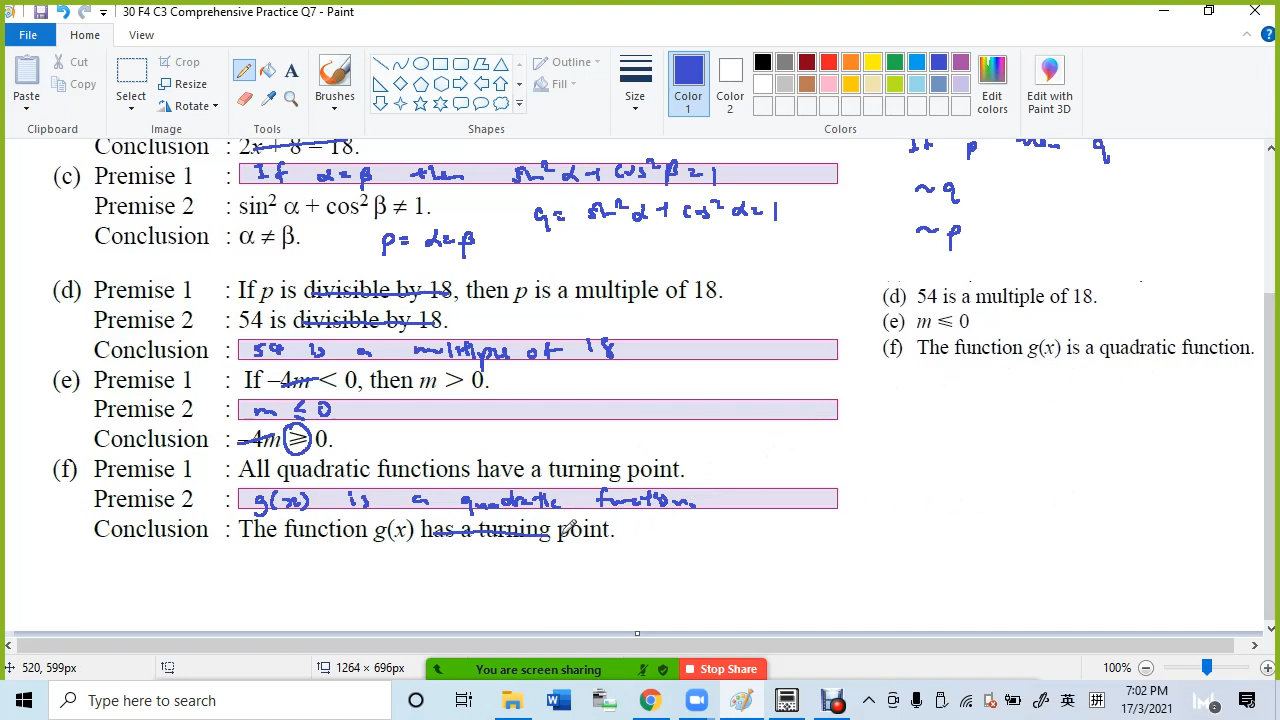 30 F4 C3 Comprehensive Practice Q7 - Paint
File Home View
Paste Cut Copy Clipboard
Select Crop Resize Rotate Image
Tools
Brushes
Shapes Outline Fill
Size
Color 1
Color 2
Colors
Edit colors
Edit with Paint 3D
Conclusion : 2x + 8 = 18.
(c) Premise 1 : If α = β then sin² α + cos² β = 1
Premise 2 : sin² α + cos² β ≠ 1.
q = sin² α + cos² α = 1
Conclusion : α ≠ β.
p = α = β
(d) Premise 1 : If p is divisible by 18, then p is a multiple of 18.
Premise 2 : 54 is divisible by 18.
Conclusion : 54 is a multiple of 18
(e) Premise 1 : If –4m < 0, then m > 0.
Premise 2 : m ≤ 0
Conclusion : –4m ≥ 0.
(f) Premise 1 : All quadratic functions have a turning point.
Premise 2 : g(x) is a quadratic function.
Conclusion : The function g(x) has a turning point.
If p then q
~ q
~ p
(d) 54 is a multiple of 18.
(e) m ≤ 0
(f) The function g(x) is a quadratic function.
520, 599px
1264 × 696px
100%
You are screen sharing
Stop Share
Type here to search
英
拼
7:02 PM
17/3/2021